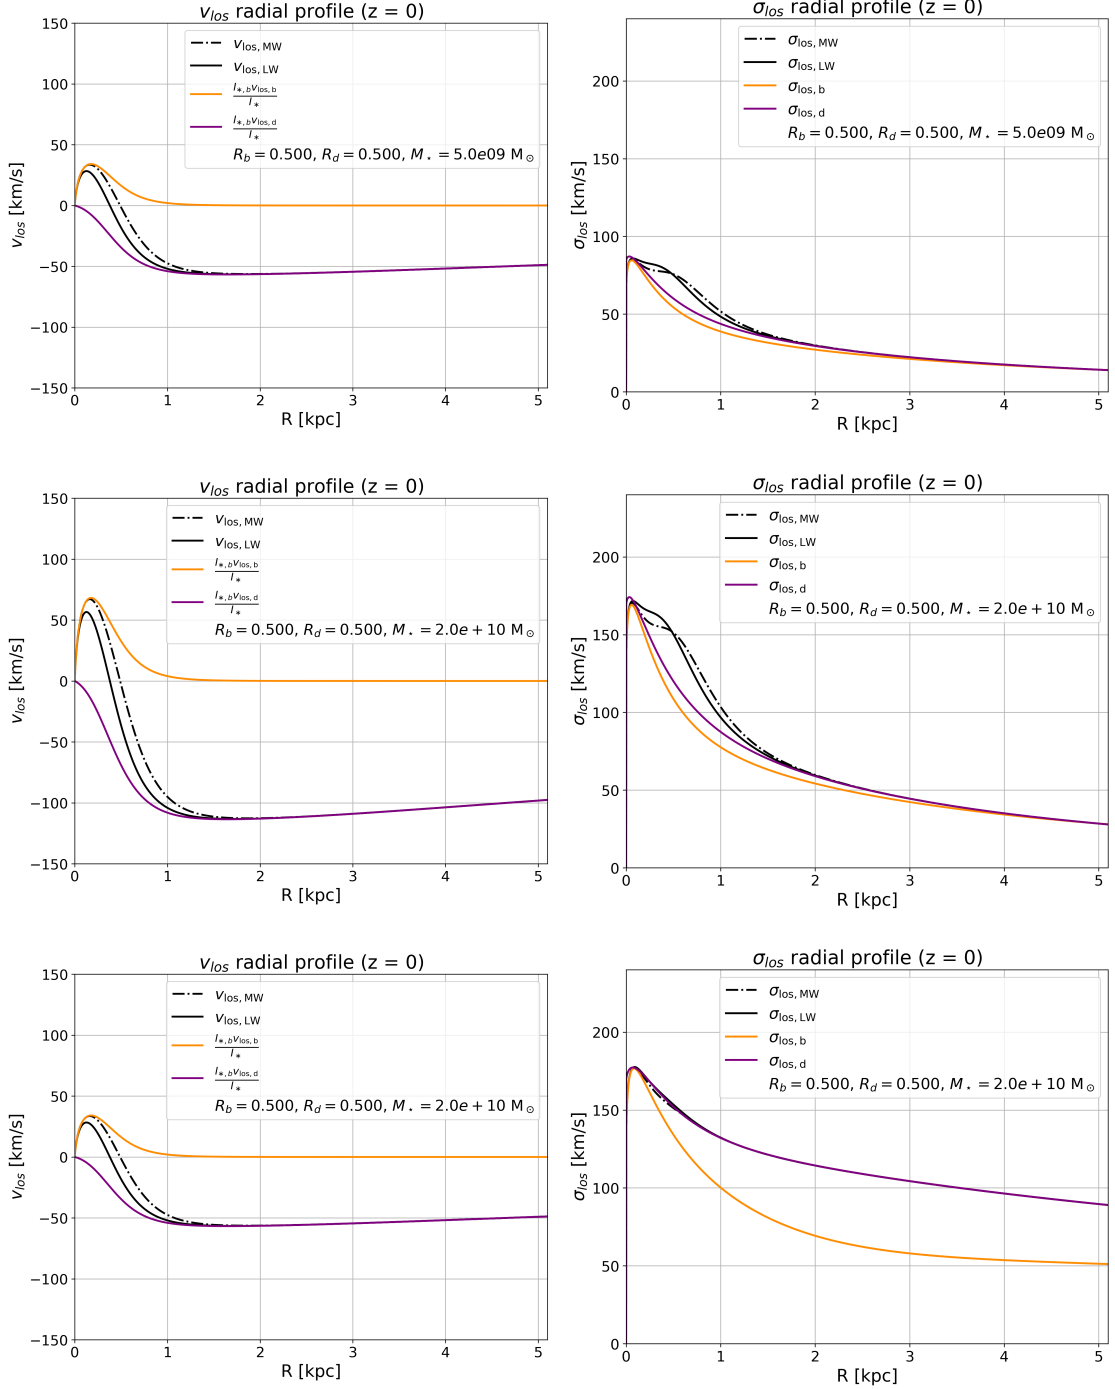 v_los radial profile (z = 0)
v_los,MW
v_los,LW
I_*,b v_los,b / I_*
I_*,b v_los,d / I_*
R_b = 0.500, R_d = 0.500, M_⋆ = 5.0e09 M_⊙
150
100
50
0
−50
−100
−150
v_los [km/s]
0 1 2 3 4 5
R [kpc]
σ_los radial profile (z = 0)
σ_los,MW
σ_los,LW
σ_los,b
σ_los,d
R_b = 0.500, R_d = 0.500, M_⋆ = 5.0e09 M_⊙
200
150
100
50
0
σ_los [km/s]
0 1 2 3 4 5
R [kpc]
v_los radial profile (z = 0)
v_los,MW
v_los,LW
I_*,b v_los,b / I_*
I_*,b v_los,d / I_*
R_b = 0.500, R_d = 0.500, M_⋆ = 2.0e + 10 M_⊙
150
100
50
0
−50
−100
−150
v_los [km/s]
0 1 2 3 4 5
R [kpc]
σ_los radial profile (z = 0)
σ_los,MW
σ_los,LW
σ_los,b
σ_los,d
R_b = 0.500, R_d = 0.500, M_⋆ = 2.0e + 10 M_⊙
200
150
100
50
0
σ_los [km/s]
0 1 2 3 4 5
R [kpc]
v_los radial profile (z = 0)
v_los,MW
v_los,LW
I_*,b v_los,b / I_*
I_*,b v_los,d / I_*
R_b = 0.500, R_d = 0.500, M_⋆ = 2.0e + 10 M_⊙
150
100
50
0
−50
−100
−150
v_los [km/s]
0 1 2 3 4 5
R [kpc]
σ_los radial profile (z = 0)
σ_los,MW
σ_los,LW
σ_los,b
σ_los,d
R_b = 0.500, R_d = 0.500, M_⋆ = 2.0e + 10 M_⊙
200
150
100
50
0
σ_los [km/s]
0 1 2 3 4 5
R [kpc]